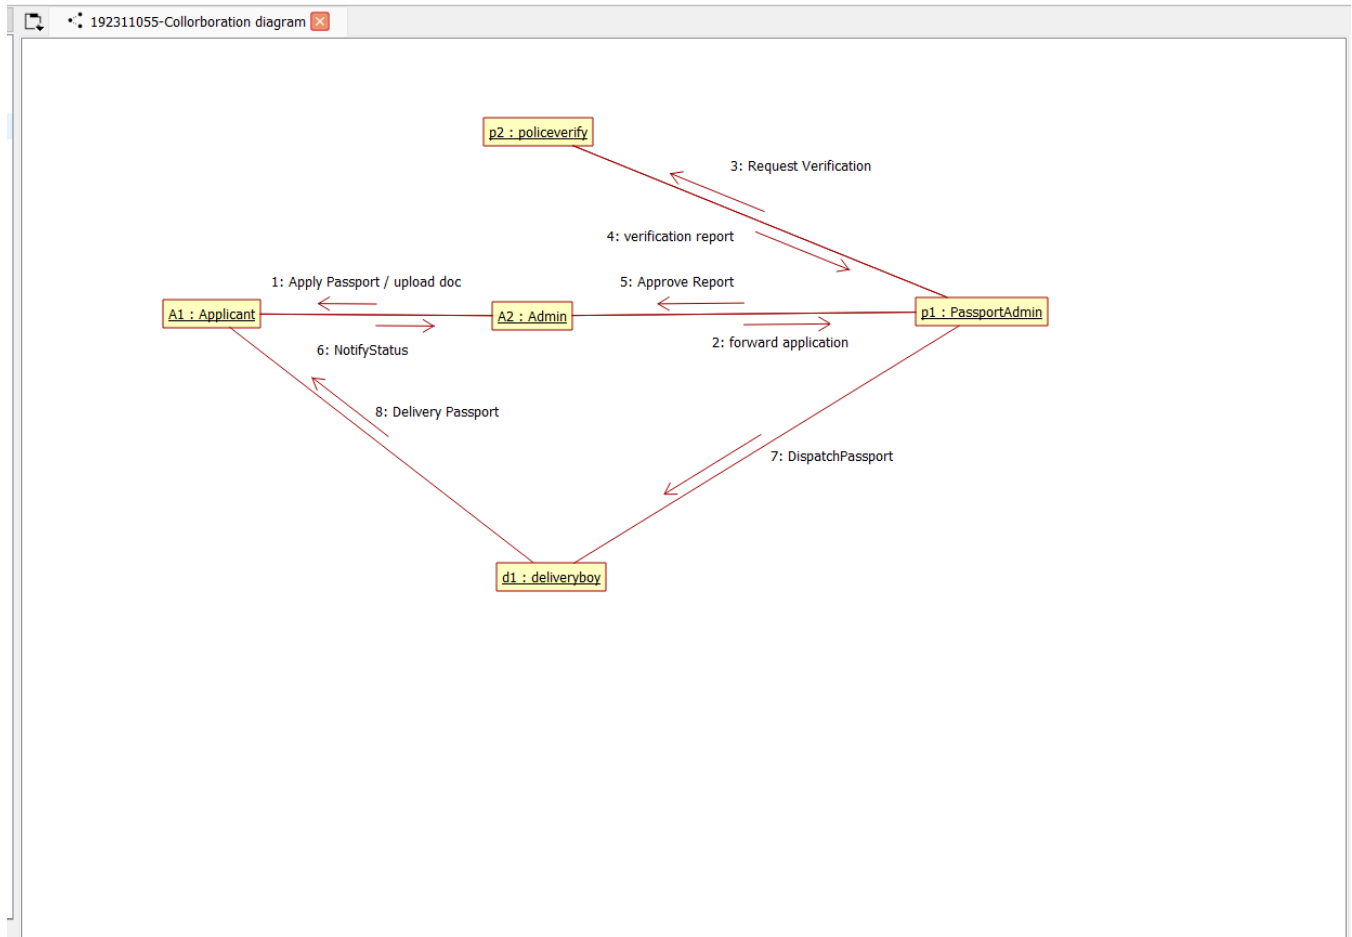 192311055-Collorboration diagram
p2 : policeverify
3: Request Verification
4: verification report
1: Apply Passport / upload doc
5: Approve Report
A1 : Applicant
A2 : Admin
p1 : PassportAdmin
6: NotifyStatus
2: forward application
8: Delivery Passport
7: DispatchPassport
d1 : deliveryboy